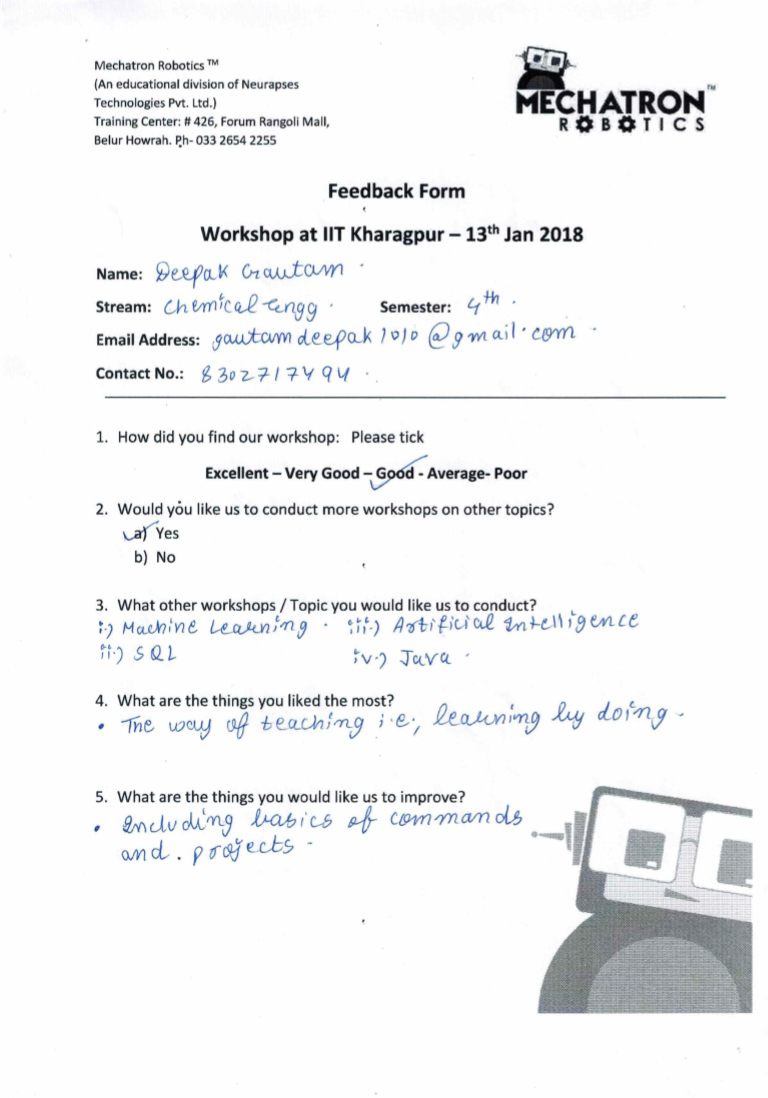 Mechatron Robotics ™
(An educational division of Neurapses
Technologies Pvt. Ltd.)
Training Center: # 426, Forum Rangoli Mall,
Belur Howrah. Ph- 033 2654 2255
MECHATRON™
ROBOTICS
Feedback Form
Workshop at IIT Kharagpur – 13th Jan 2018
Name: Deepak Gautam
Stream: Chemical Engg. Semester: 4th.
Email Address: gautamdeepak1010@gmail.com
Contact No.: 8302717494
1. How did you find our workshop: Please tick
Excellent – Very Good – Good - Average- Poor
2. Would you like us to conduct more workshops on other topics?
a) Yes
b) No
3. What other workshops / Topic you would like us to conduct?
i.) Machine Learning. iii.) Artificial Intelligence
ii.) SQL iv.) Java.
4. What are the things you liked the most?
• The way of teaching i.e., learning by doing.
5. What are the things you would like us to improve?
• Including basics of commands
and. projects.